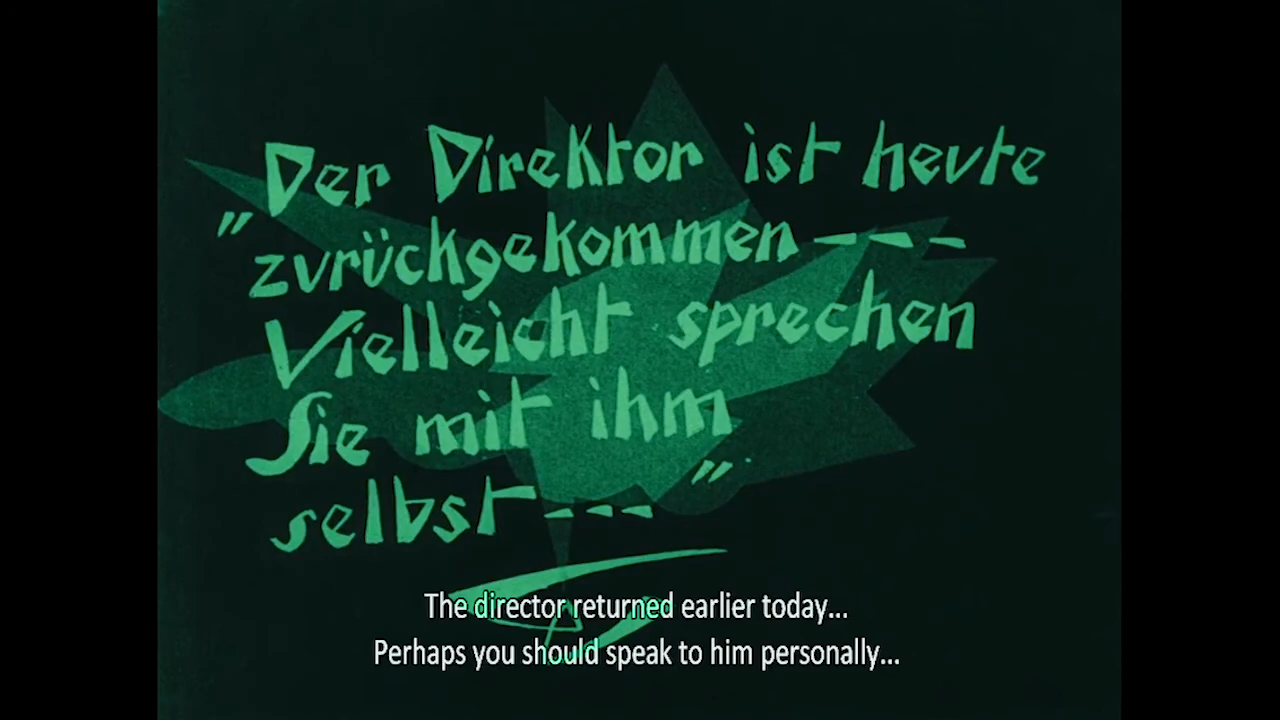 "Der Direktor ist heute
zurückgekommen---
Vielleicht sprechen
Sie mit ihm
selbst---"
The director returned earlier today...
Perhaps you should speak to him personally...